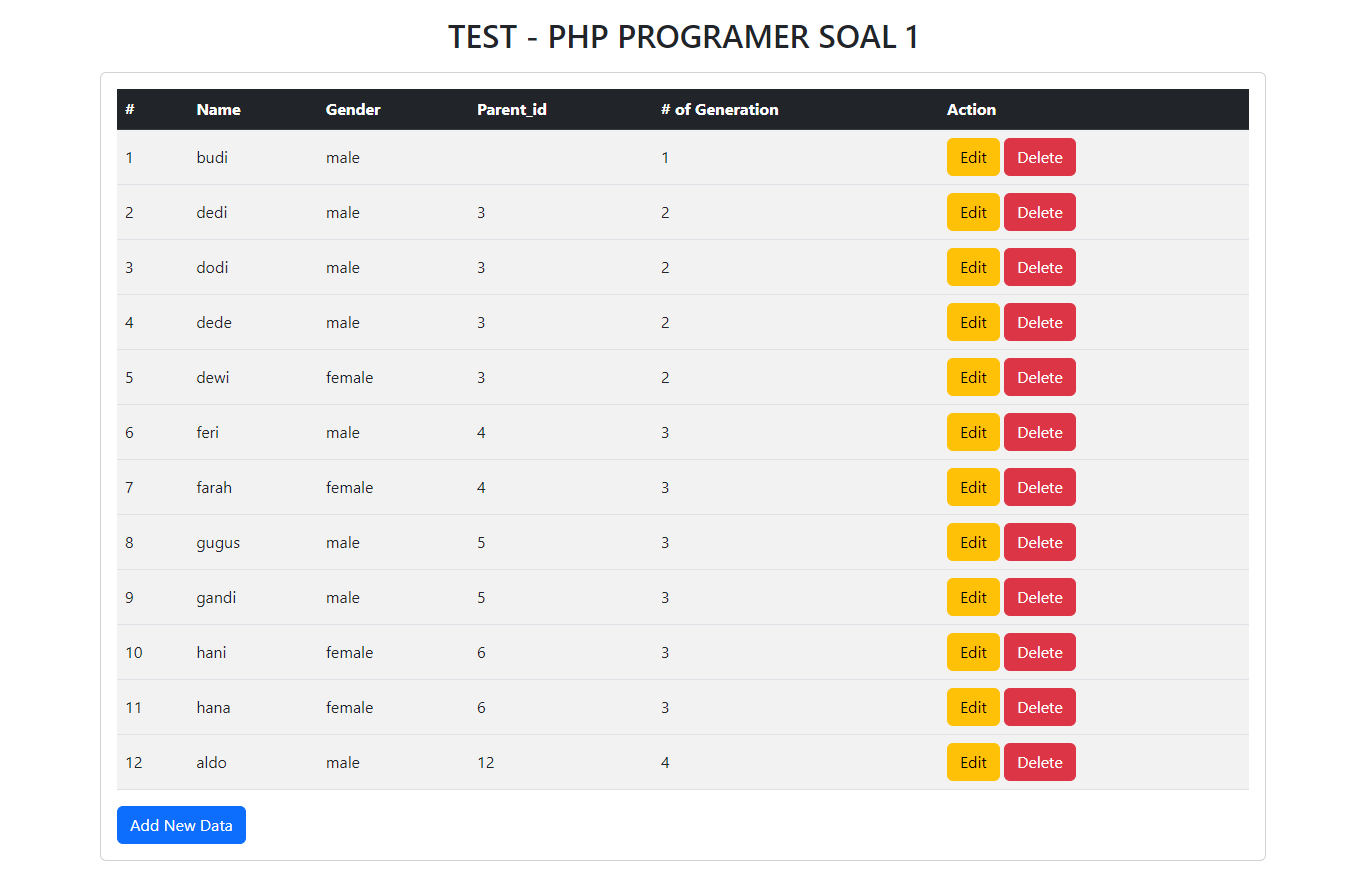 TEST - PHP PROGRAMER SOAL 1
# Name Gender Parent_id # of Generation Action
1 budi male 1 Edit Delete
2 dedi male 3 2 Edit Delete
3 dodi male 3 2 Edit Delete
4 dede male 3 2 Edit Delete
5 dewi female 3 2 Edit Delete
6 feri male 4 3 Edit Delete
7 farah female 4 3 Edit Delete
8 gugus male 5 3 Edit Delete
9 gandi male 5 3 Edit Delete
10 hani female 6 3 Edit Delete
11 hana female 6 3 Edit Delete
12 aldo male 12 4 Edit Delete
Add New Data